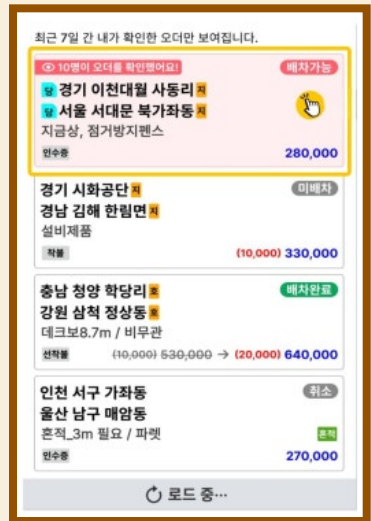 최근 7일 간 내가 확인한 오더만 보여집니다.
10명이 오더를 확인했어요! 배차가능
당 경기 이천대월 사동리 지
당 서울 서대문 북가좌동 지
지금상, 점거방지펜스
인수증 280,000
경기 시화공단 지 미배차
경남 김해 한림면 지
설비제품
착불 (10,000) 330,000
충남 청양 학당리 호 배차완료
강원 삼척 정상동 호
데크보8.7m / 비무관
선착불 (10,000) 530,000 → (20,000) 640,000
인천 서구 가좌동 취소
울산 남구 매암동
혼적_3m 필요 / 파렛 혼적
인수증 270,000
로드 중···